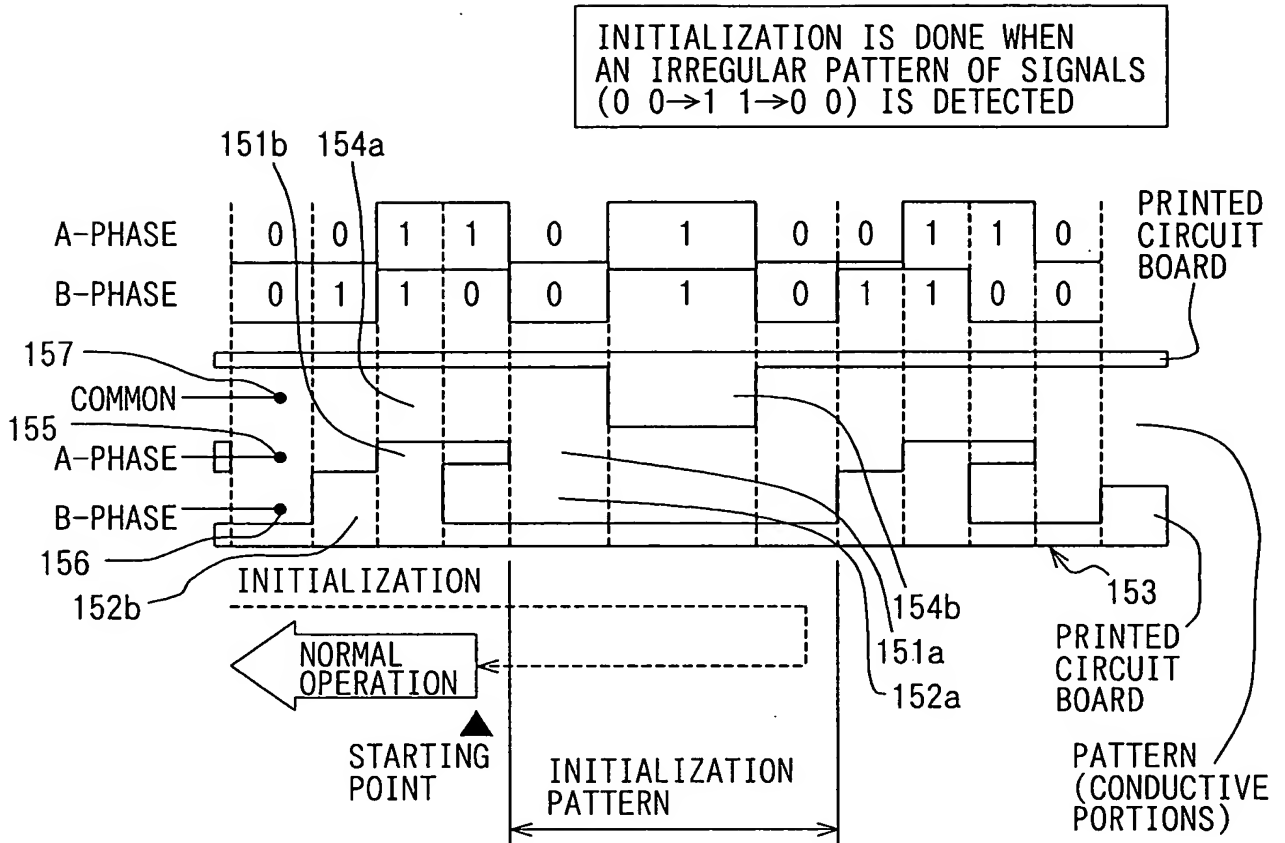 INITIALIZATION IS DONE WHEN
AN IRREGULAR PATTERN OF SIGNALS
(0 0→1 1→0 0) IS DETECTED
151b
154a
A-PHASE 0 0 1 1 0 1 0 0 1 1 0
B-PHASE 0 1 1 0 0 1 0 1 1 0 0
PRINTED
CIRCUIT
BOARD
157
COMMON
155
A-PHASE
B-PHASE
156
152b
INITIALIZATION
NORMAL
OPERATION
STARTING
POINT
INITIALIZATION
PATTERN
154b
151a
152a
153
PRINTED
CIRCUIT
BOARD
PATTERN
(CONDUCTIVE
PORTIONS)